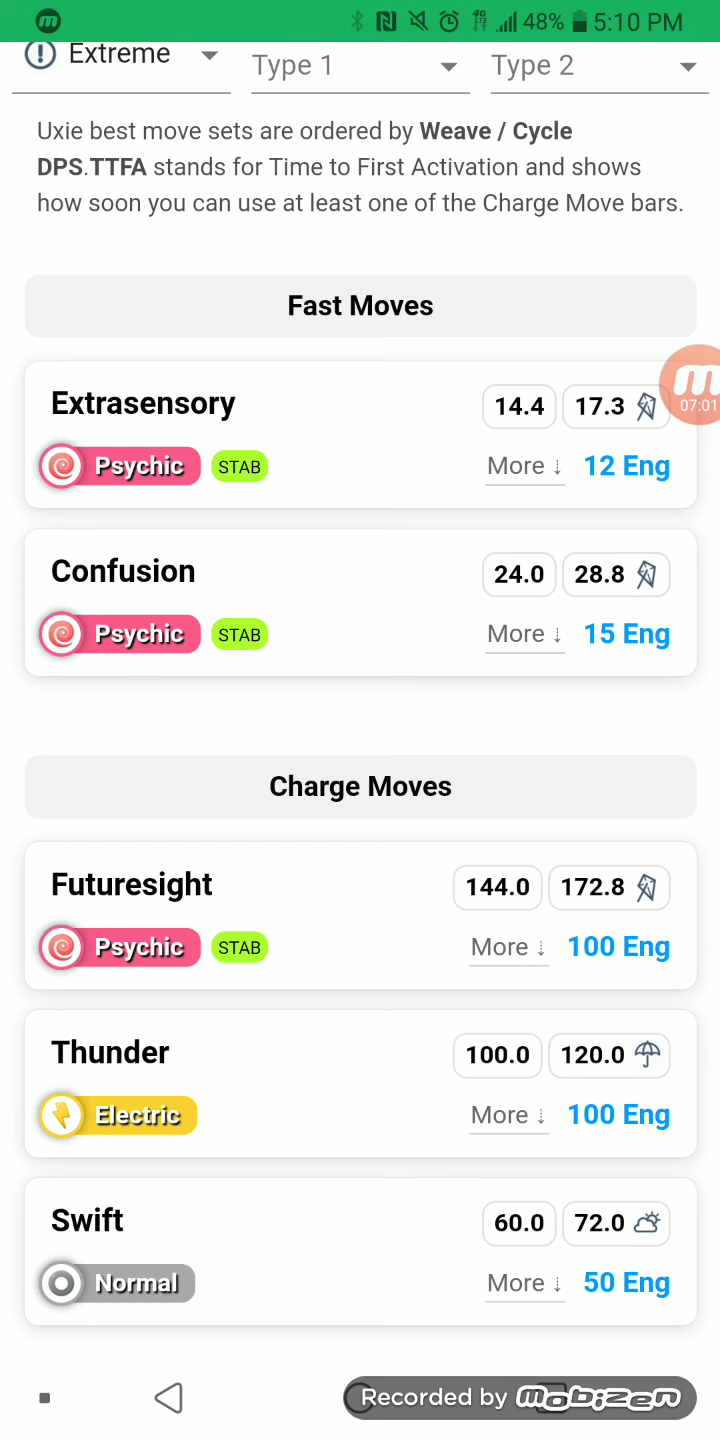 48% 5:10 PM
Extreme Type 1 Type 2
Uxie best move sets are ordered by Weave / Cycle
DPS.TTFA stands for Time to First Activation and shows
how soon you can use at least one of the Charge Move bars.
Fast Moves
Extrasensory 14.4 17.3
07:01
Psychic STAB More ↓ 12 Eng
Confusion 24.0 28.8
Psychic STAB More ↓ 15 Eng
Charge Moves
Futuresight 144.0 172.8
Psychic STAB More ↓ 100 Eng
Thunder 100.0 120.0
Electric More ↓ 100 Eng
Swift 60.0 72.0
Normal More ↓ 50 Eng
Recorded by mobizen